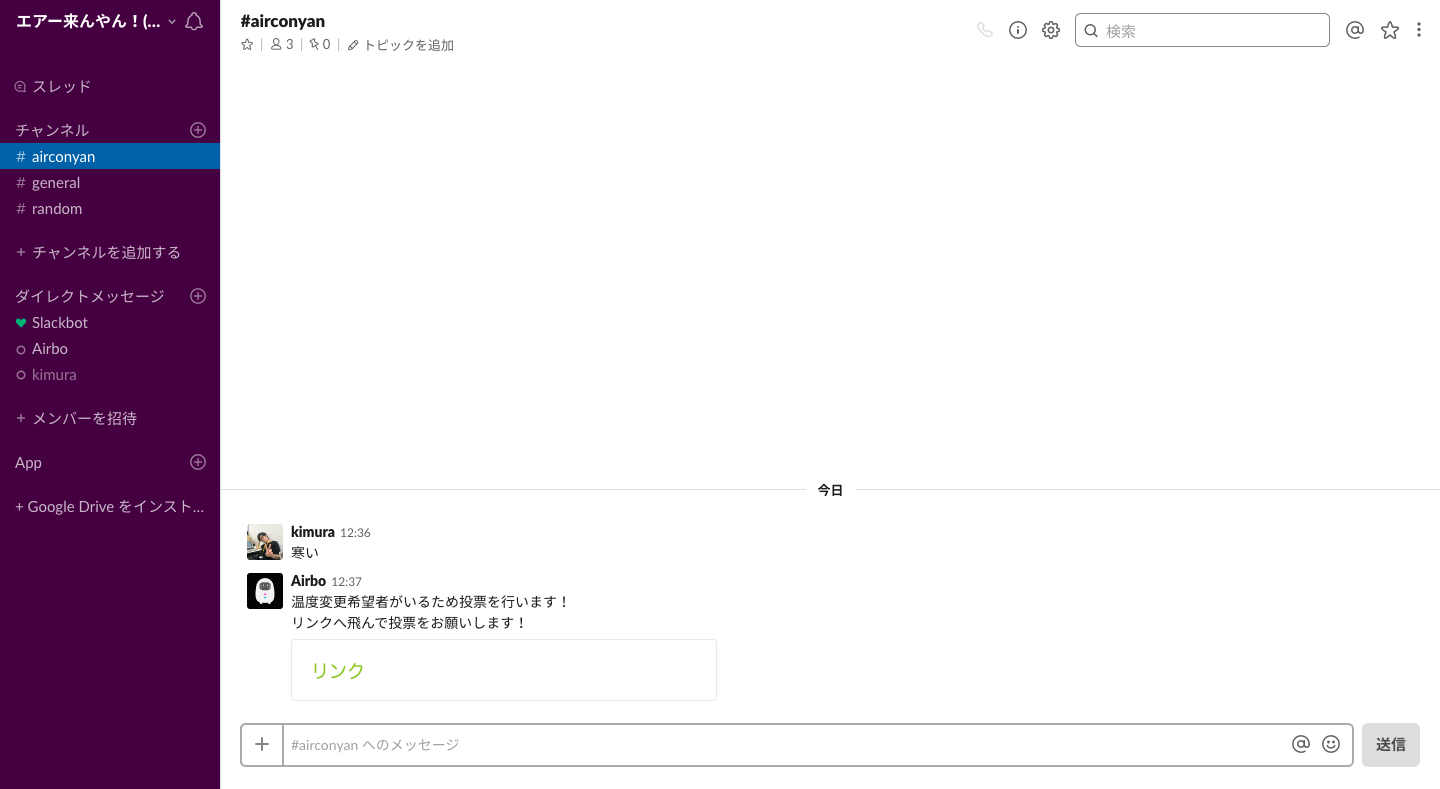 エアー来んやん！(...
スレッド
チャンネル
# airconyan
# general
# random
+ チャンネルを追加する
ダイレクトメッセージ
Slackbot
Airbo
kimura
+ メンバーを招待
App
+ Google Drive をインスト...
#airconyan
3
0
トピックを追加
検索
今日
kimura 12:36
寒い
Airbo 12:37
温度変更希望者がいるため投票を行います！
リンクへ飛んで投票をお願いします！
リンク
#airconyan へのメッセージ
送信